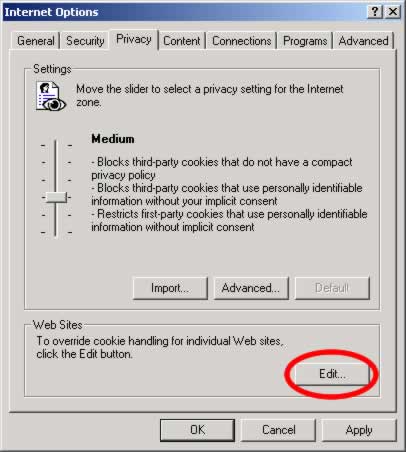 Internet Options
General Security Privacy Content Connections Programs Advanced
Settings
Move the slider to select a privacy setting for the Internet
zone.
Medium
- Blocks third-party cookies that do not have a compact
privacy policy
- Blocks third-party cookies that use personally identifiable
information without your implicit consent
- Restricts first-party cookies that use personally identifiable
information without implicit consent
Import... Advanced... Default
Web Sites
To override cookie handling for individual Web sites,
click the Edit button.
Edit...
OK Cancel Apply